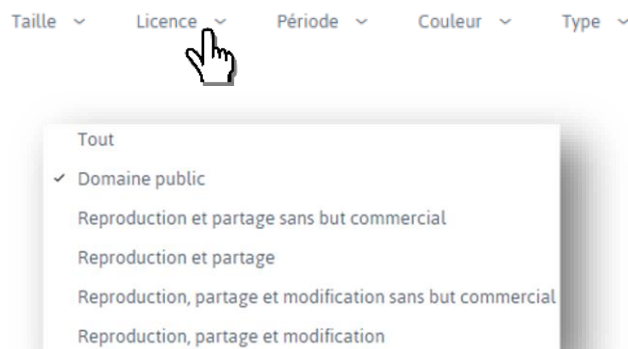 Taille Licence Période Couleur Type
Tout
Domaine public
Reproduction et partage sans but commercial
Reproduction et partage
Reproduction, partage et modification sans but commercial
Reproduction, partage et modification